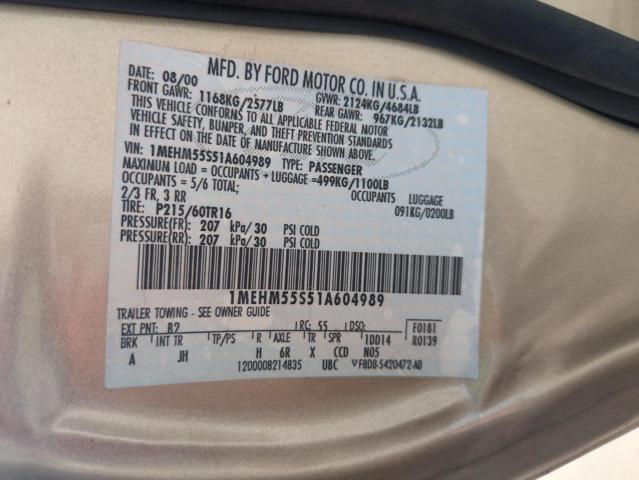 MFD. BY FORD MOTOR CO. IN U.S.A.
DATE: 08/00 GVWR: 2124KG/4684LB
FRONT GAWR: 1168KG/2577LB REAR GAWR: 967KG/2132LB
THIS VEHICLE CONFORMS TO ALL APPLICABLE FEDERAL MOTOR
VEHICLE SAFETY, BUMPER, AND THEFT PREVENTION STANDARDS
IN EFFECT ON THE DATE OF MANUFACTURE SHOWN ABOVE.
VIN: 1MEHM55S51A604989 TYPE: PASSENGER
MAXIMUM LOAD = OCCUPANTS + LUGGAGE =499KG/1100LB
OCCUPANTS = 5/6 TOTAL; OCCUPANTS LUGGAGE
2/3 FR, 3 RR 091KG/0200LB
TIRE: P215/60TR16
PRESSURE(FR): 207 kPa/30 PSI COLD
PRESSURE(RR): 207 kPa/30 PSI COLD
1MEHM55S51A604989
TRAILER TOWING - SEE OWNER GUIDE
EXT PNT: B2 RC: 55 DSO: F0181
BRK INT TR TP/PS R AXLE TR SPR 1DD14 R0139
A JH H 6R X CCD N05
1200008214835 UBC F8DB-5420472-AB